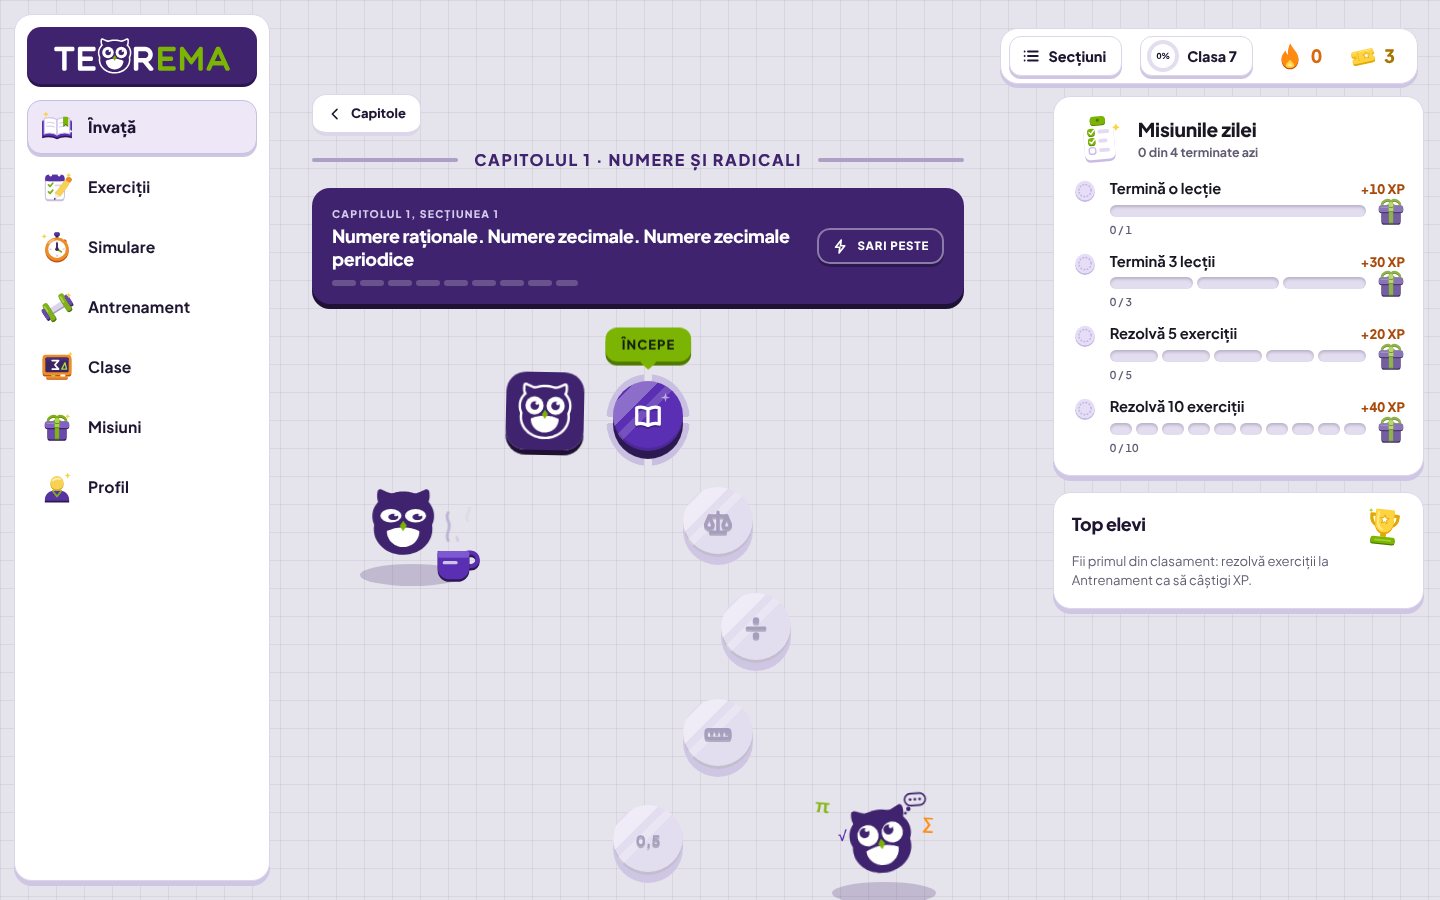 TEOREMA
Învață
Exerciții
Simulare
Antrenament
Clase
Misiuni
Profil
Capitole
CAPITOLUL 1 · NUMERE ȘI RADICALI
CAPITOLUL 1, SECȚIUNEA 1
Numere raționale. Numere zecimale. Numere zecimale
periodice
SARI PESTE
ÎNCEPE
0,5
π
√
Σ
Secțiuni
0%
Clasa 7
0
3
Misiunile zilei
0 din 4 terminate azi
Termină o lecție
+10 XP
0 / 1
Termină 3 lecții
+30 XP
0 / 3
Rezolvă 5 exerciții
+20 XP
0 / 5
Rezolvă 10 exerciții
+40 XP
0 / 10
Top elevi
Fii primul din clasament: rezolvă exerciții la
Antrenament ca să câștigi XP.